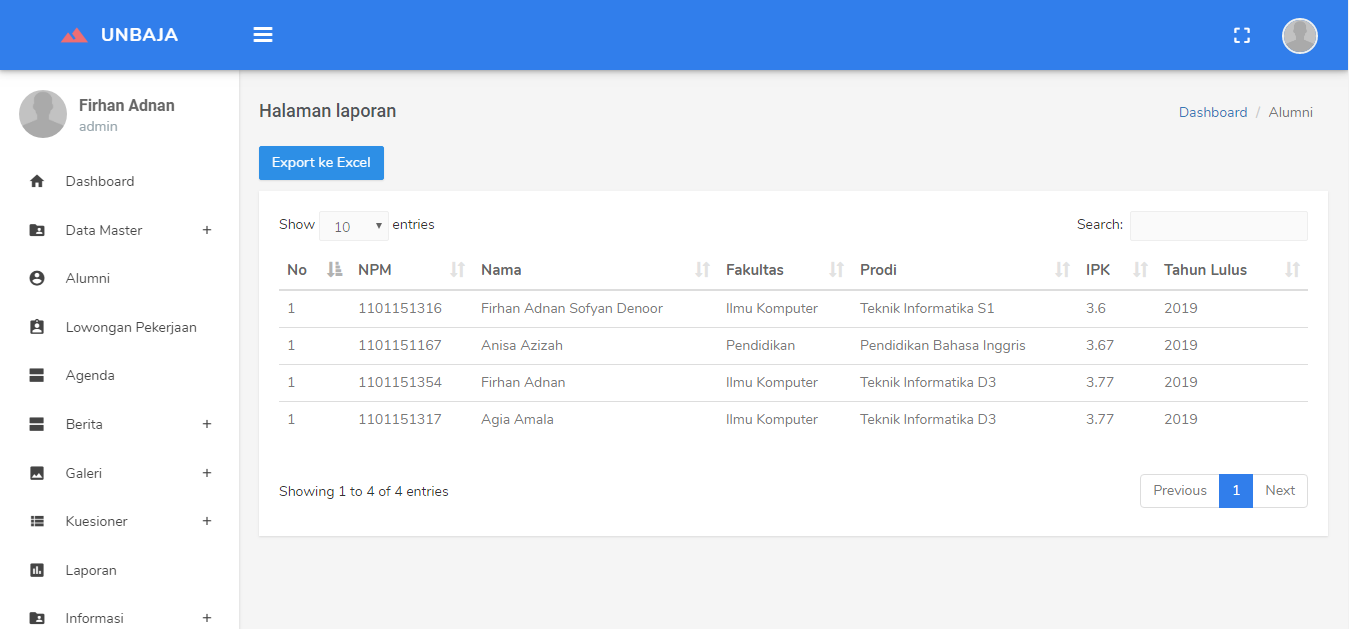 UNBAJA
Firhan Adnan
admin
Dashboard
Data Master +
Alumni
Lowongan Pekerjaan
Agenda
Berita +
Galeri +
Kuesioner +
Laporan
Informasi +
Halaman laporan
Dashboard / Alumni
Export ke Excel
Show 10 entries Search:
No NPM Nama Fakultas Prodi IPK Tahun Lulus
1 1101151316 Firhan Adnan Sofyan Denoor Ilmu Komputer Teknik Informatika S1 3.6 2019
1 1101151167 Anisa Azizah Pendidikan Pendidikan Bahasa Inggris 3.67 2019
1 1101151354 Firhan Adnan Ilmu Komputer Teknik Informatika D3 3.77 2019
1 1101151317 Agia Amala Ilmu Komputer Teknik Informatika D3 3.77 2019
Showing 1 to 4 of 4 entries Previous 1 Next